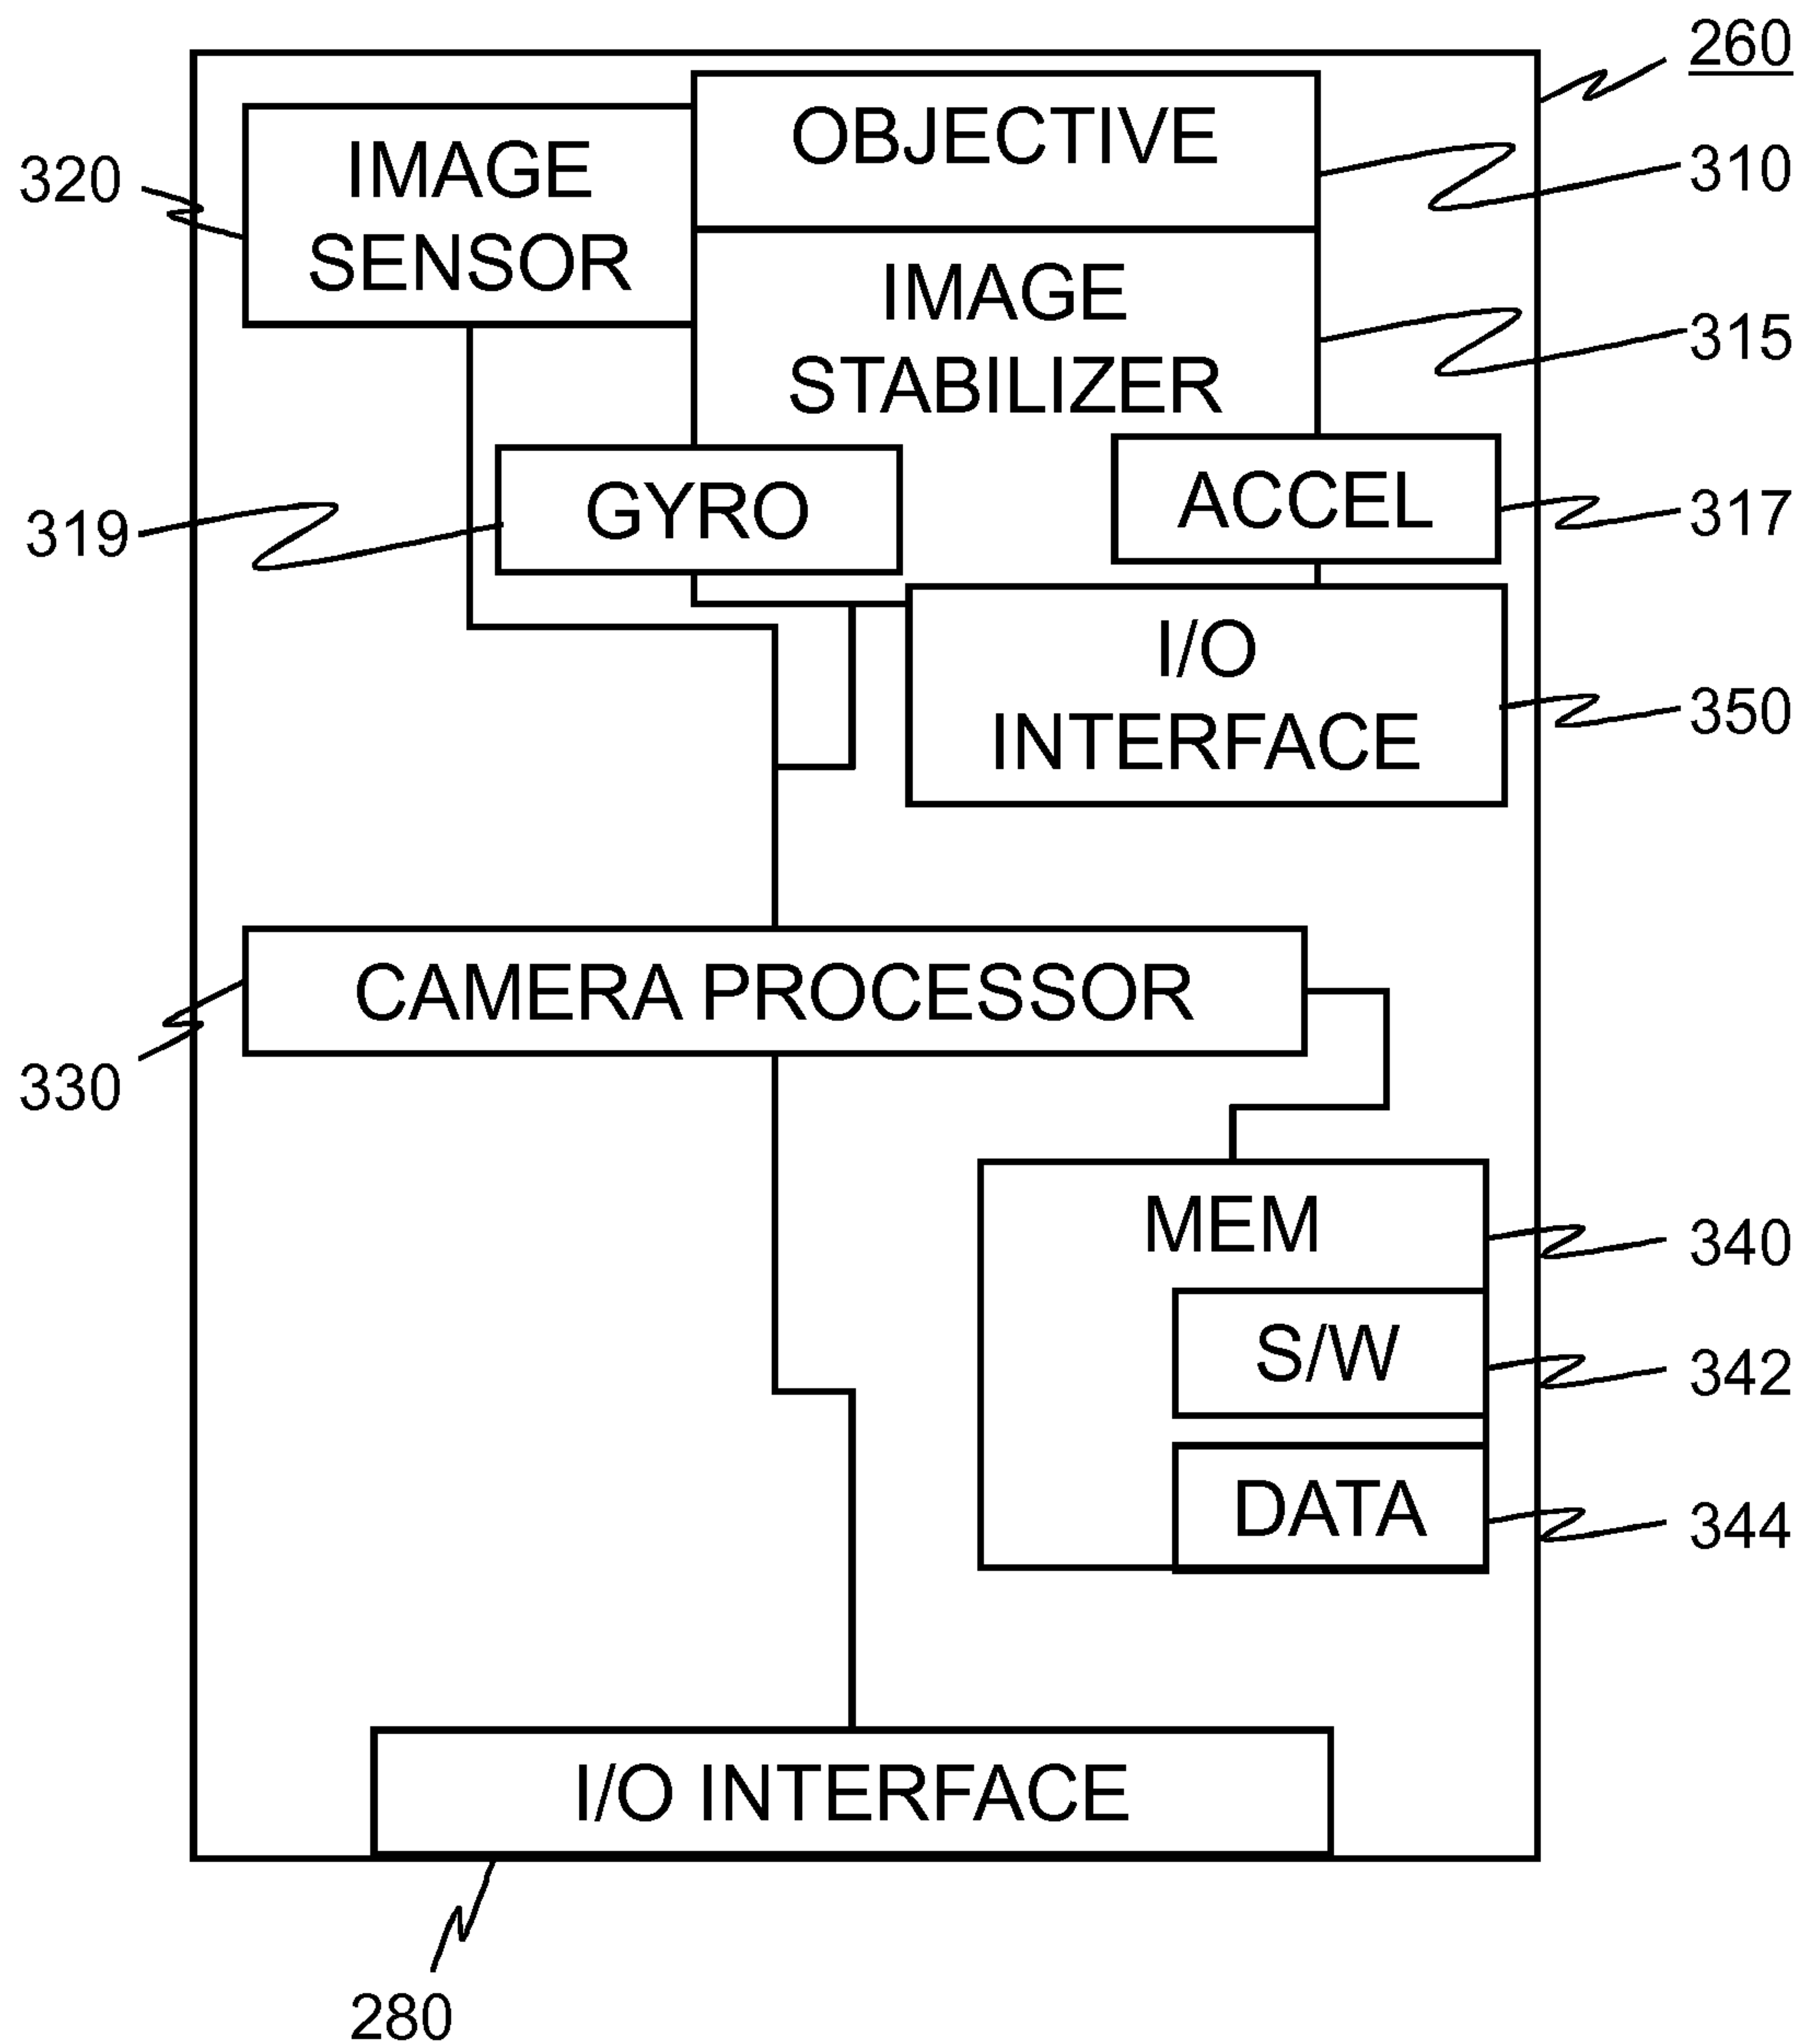 260
OBJECTIVE
310
320
IMAGE
SENSOR
IMAGE
STABILIZER
315
319
GYRO
ACCEL
317
I/O
INTERFACE
350
CAMERA PROCESSOR
330
MEM
340
S/W
342
DATA
344
I/O INTERFACE
280